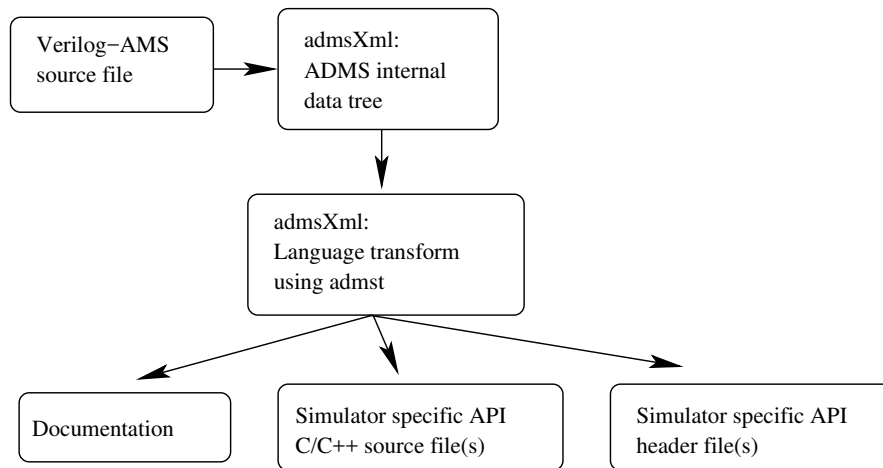 Verilog−AMS
source file
admsXml:
ADMS internal
data tree
admsXml:
Language transform
using admst
Documentation
Simulator specific API
C/C++ source file(s)
Simulator specific API
header file(s)